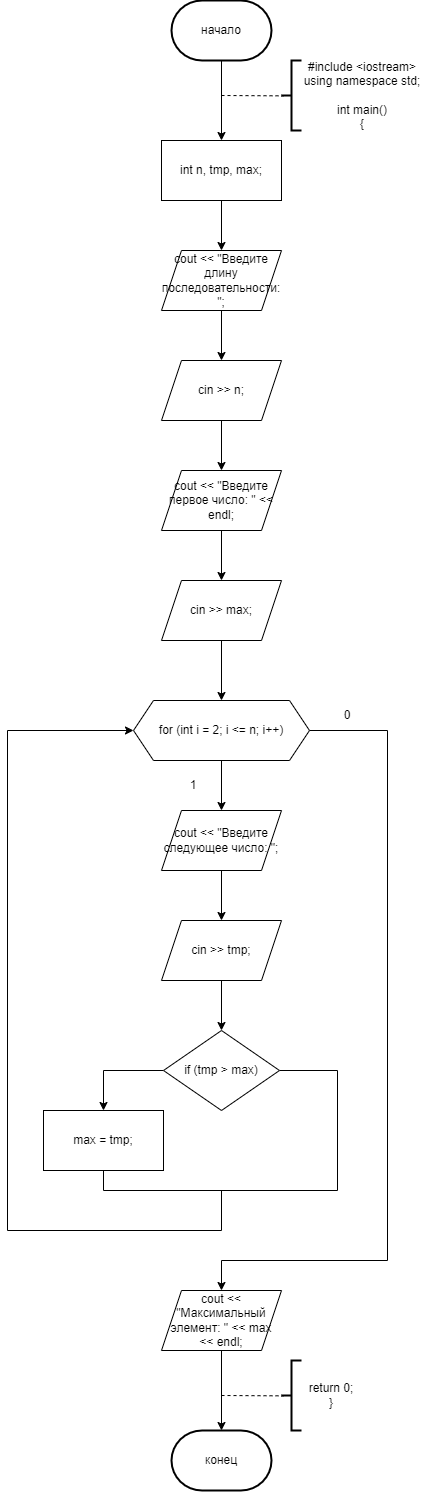 начало
#include <iostream>
using namespace std;
int main()
{
int n, tmp, max;
cout << "Введите
длину
последовательности:
";
cin >> n;
cout << "Введите
первое число: " <<
endl;
cin >> max;
for (int i = 2; i <= n; i++)
0
1
cout << "Введите
следующее число: ";
cin >> tmp;
if (tmp > max)
max = tmp;
cout <<
"Максимальный
элемент: " << max
<< endl;
return 0;
}
конец